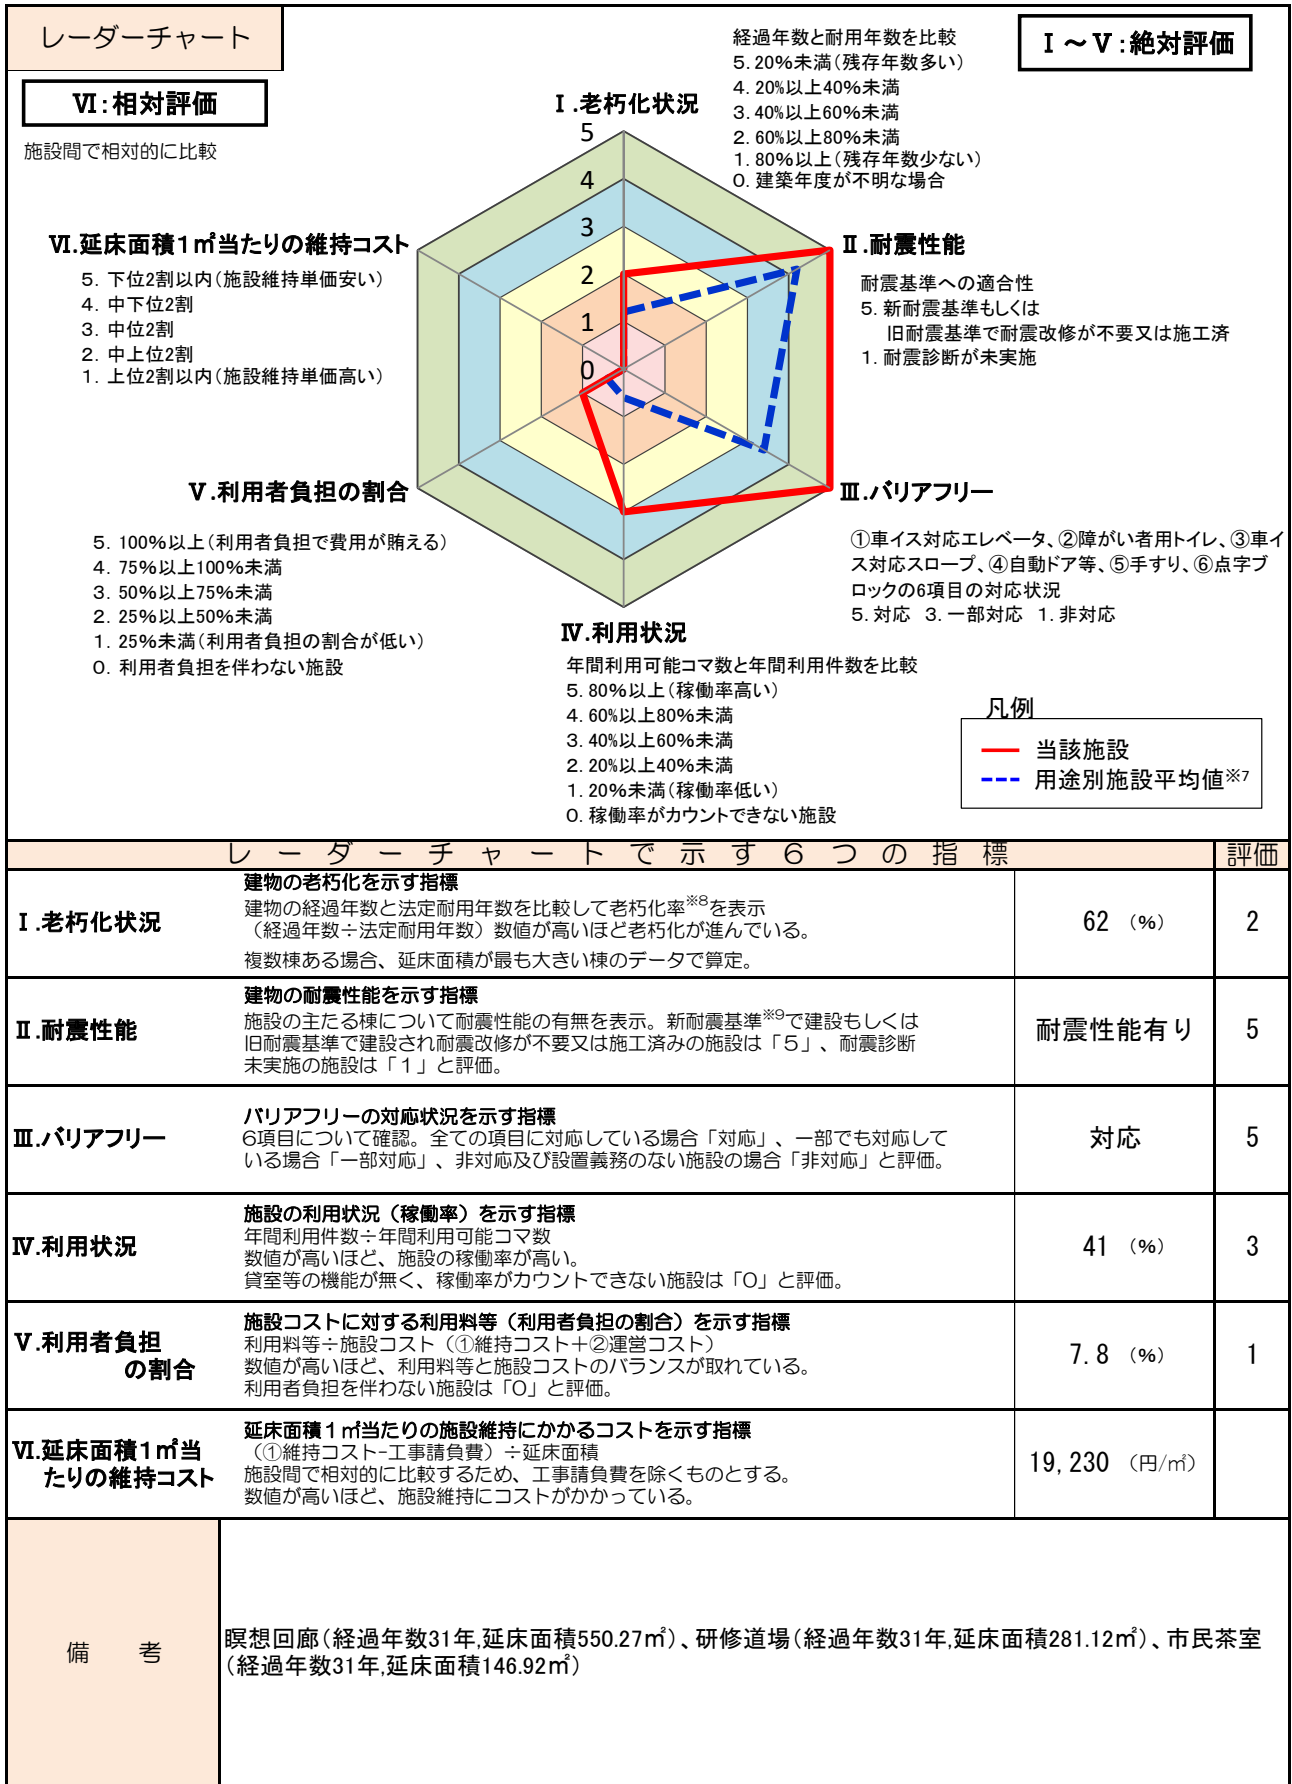 レーダーチャート
Ⅰ～Ⅴ:絶対評価
Ⅵ:相対評価
施設間で相対的に比較
Ⅰ.老朽化状況
経過年数と耐用年数を比較
5.20%未満(残存年数多い)
4.20%以上40%未満
3.40%以上60%未満
2.60%以上80%未満
1.80%以上(残存年数少ない)
0.建築年度が不明な場合
5
4
3
2
1
0
Ⅱ.耐震性能
耐震基準への適合性
5.新耐震基準もしくは
旧耐震基準で耐震改修が不要又は施工済
1.耐震診断が未実施
Ⅵ.延床面積1㎡当たりの維持コスト
5.下位2割以内(施設維持単価安い)
4.中下位2割
3.中位2割
2.中上位2割
1.上位2割以内(施設維持単価高い)
Ⅲ.バリアフリー
①車イス対応エレベータ、②障がい者用トイレ、③車イ
ス対応スロープ、④自動ドア等、⑤手すり、⑥点字ブ
ロックの6項目の対応状況
5.対応 3.一部対応 1.非対応
Ⅴ.利用者負担の割合
5.100%以上(利用者負担で費用が賄える)
4.75%以上100%未満
3.50%以上75%未満
2.25%以上50%未満
1.25%未満(利用者負担の割合が低い)
0.利用者負担を伴わない施設
Ⅳ.利用状況
年間利用可能コマ数と年間利用件数を比較
5.80%以上(稼働率高い)
4.60%以上80%未満
3.40%以上60%未満
2.20%以上40%未満
1.20%未満(稼働率低い)
0.稼働率がカウントできない施設
凡例
当該施設
用途別施設平均値※7
レーダーチャートで示す6つの指標 評価
建物の老朽化を示す指標
Ⅰ.老朽化状況 建物の経過年数と法定耐用年数を比較して老朽化率※8を表示 62 (%) 2
(経過年数÷法定耐用年数)数値が高いほど老朽化が進んでいる。
複数棟ある場合、延床面積が最も大きい棟のデータで算定。
建物の耐震性能を示す指標
Ⅱ.耐震性能 施設の主たる棟について耐震性能の有無を表示。新耐震基準※9で建設もしくは 耐震性能有り 5
旧耐震基準で建設され耐震改修が不要又は施工済みの施設は「5」、耐震診断
未実施の施設は「1」と評価。
バリアフリーの対応状況を示す指標
Ⅲ.バリアフリー 6項目について確認。全ての項目に対応している場合「対応」、一部でも対応して 対応 5
いる場合「一部対応」、非対応及び設置義務のない施設の場合「非対応」と評価。
施設の利用状況(稼働率)を示す指標
Ⅳ.利用状況 年間利用件数÷年間利用可能コマ数 41 (%) 3
数値が高いほど、施設の稼働率が高い。
貸室等の機能が無く、稼働率がカウントできない施設は「0」と評価。
施設コストに対する利用料等(利用者負担の割合)を示す指標
Ⅴ.利用者負担 利用料等÷施設コスト(①維持コスト+②運営コスト) 7.8 (%) 1
の割合 数値が高いほど、利用料等と施設コストのバランスが取れている。
利用者負担を伴わない施設は「0」と評価。
延床面積1㎡当たりの施設維持にかかるコストを示す指標
Ⅵ.延床面積1㎡当 (①維持コスト-工事請負費)÷延床面積 19,230 (円/㎡)
たりの維持コスト 施設間で相対的に比較するため、工事請負費を除くものとする。
数値が高いほど、施設維持にコストがかかっている。
備 考
瞑想回廊(経過年数31年,延床面積550.27㎡)、研修道場(経過年数31年,延床面積281.12㎡)、市民茶室
(経過年数31年,延床面積146.92㎡)